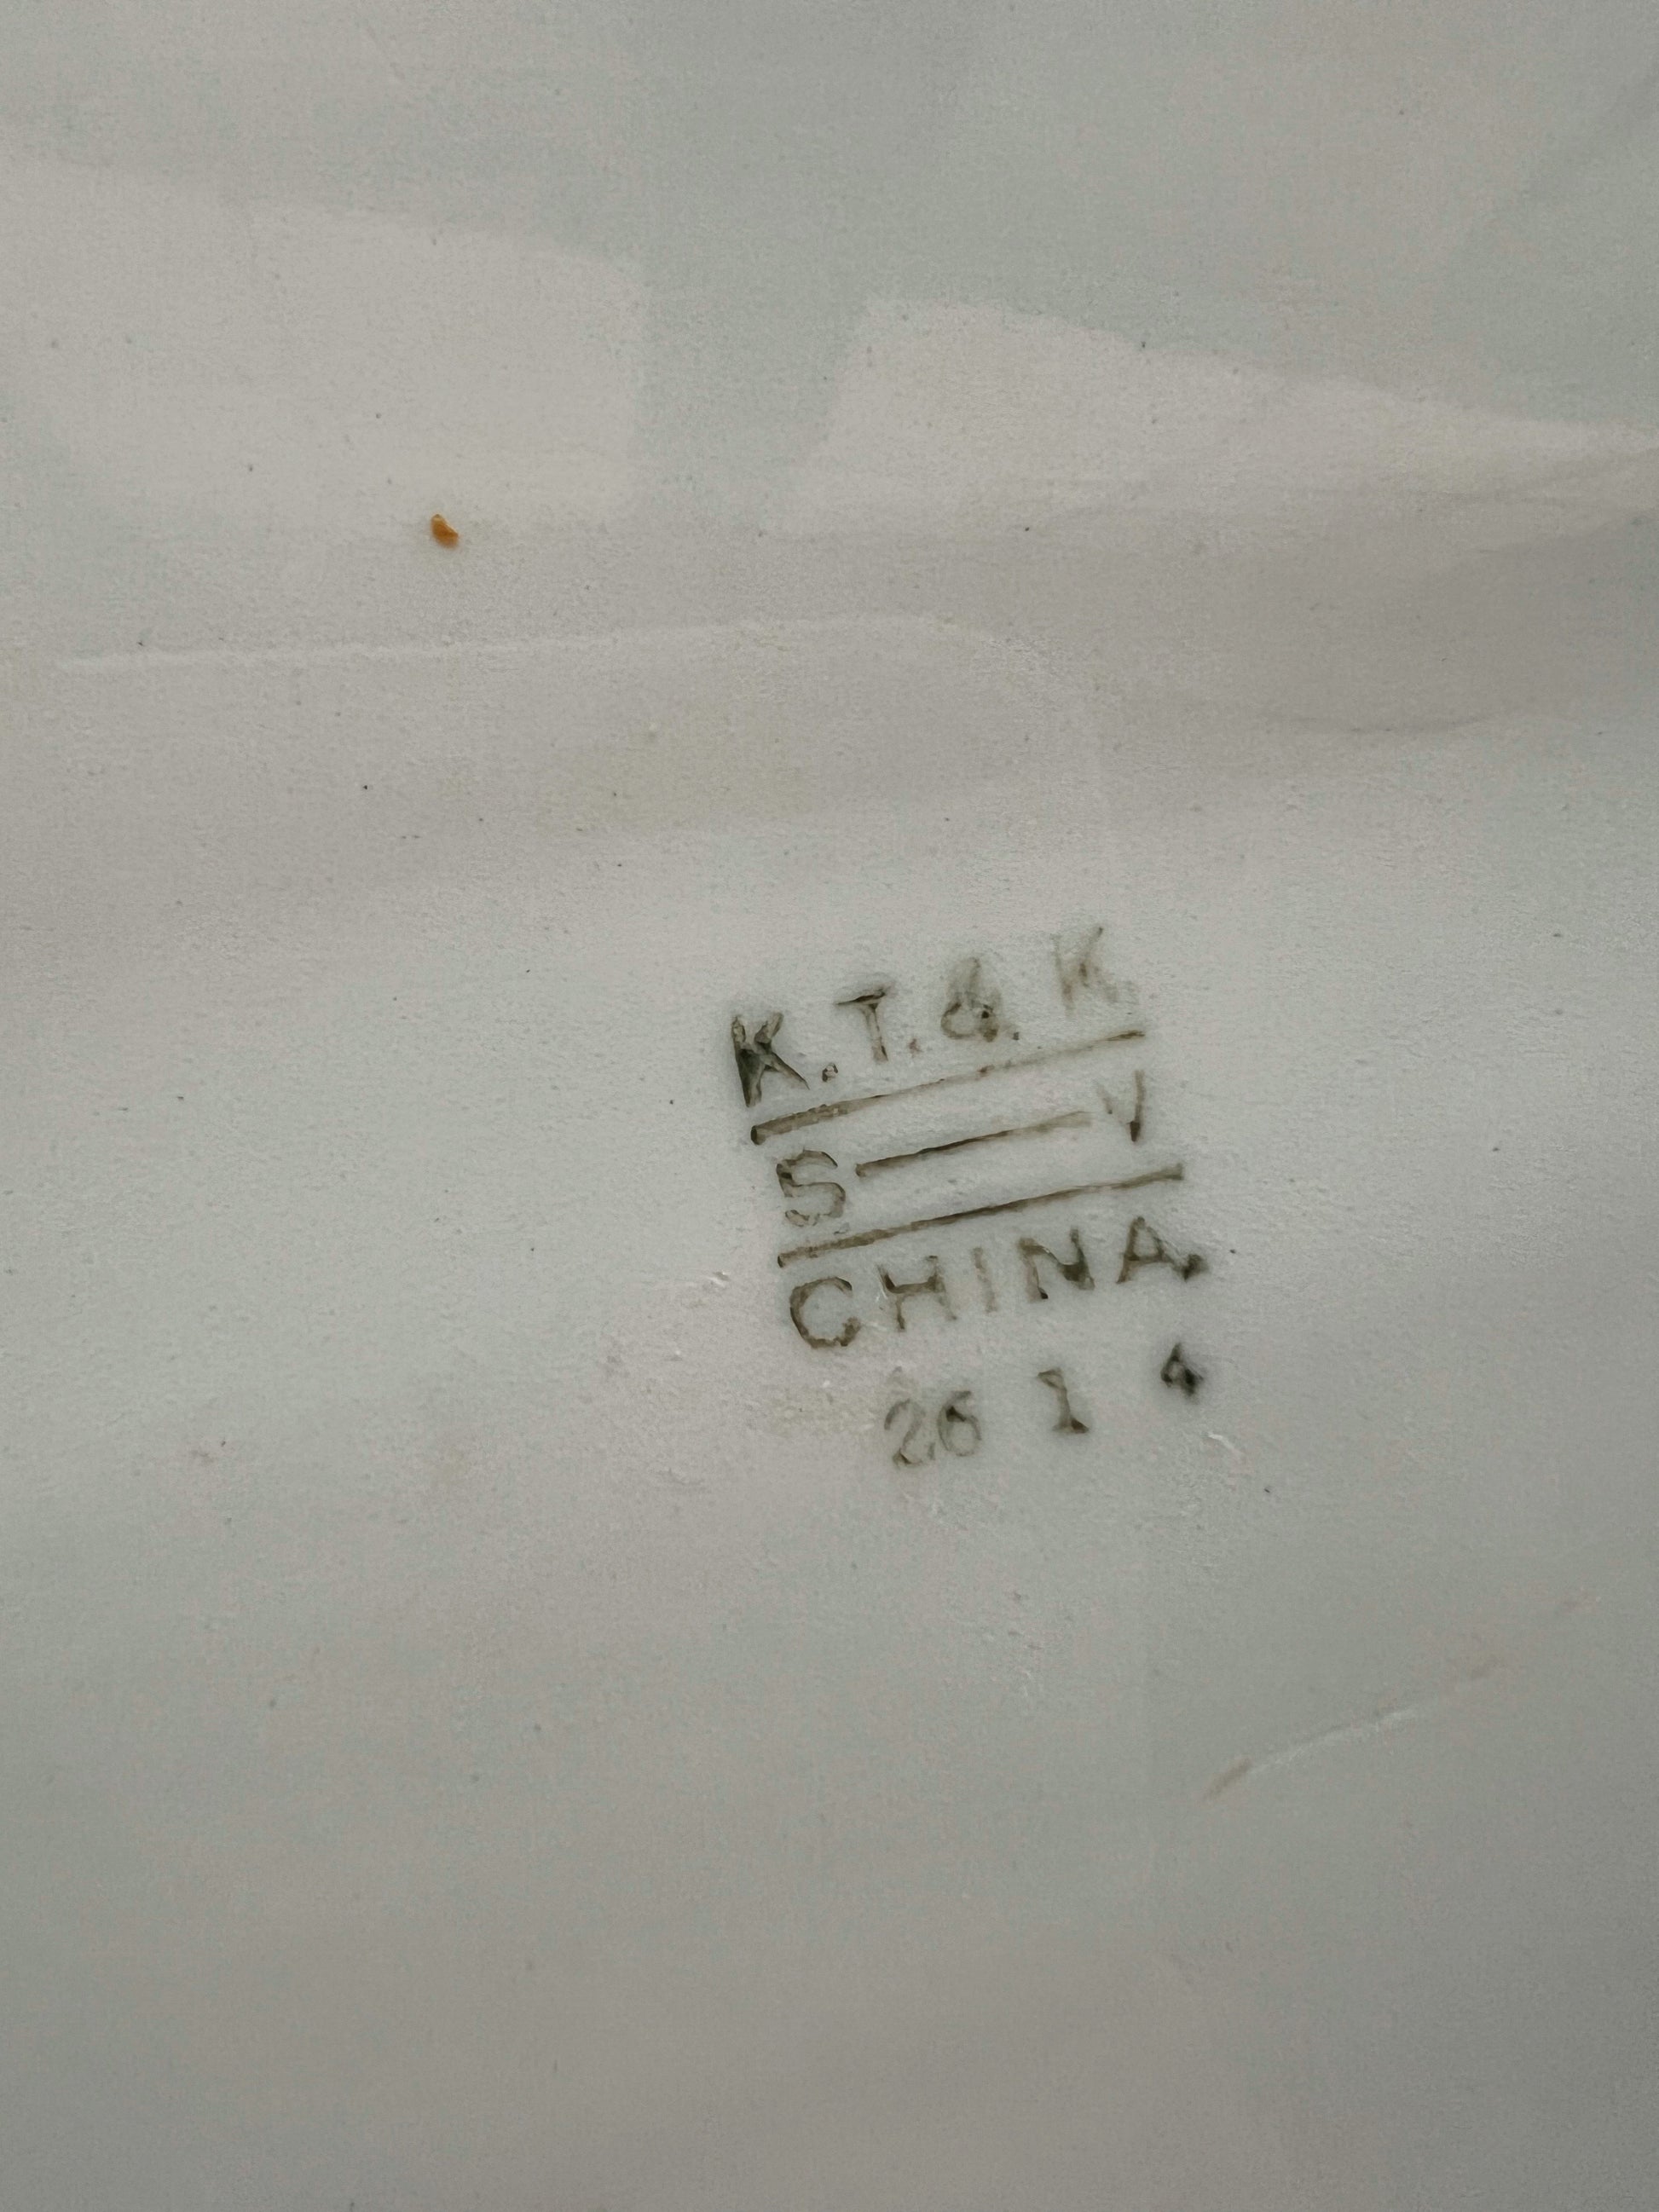 K.T.&.K.
S——V
CHINA.
26 1 4